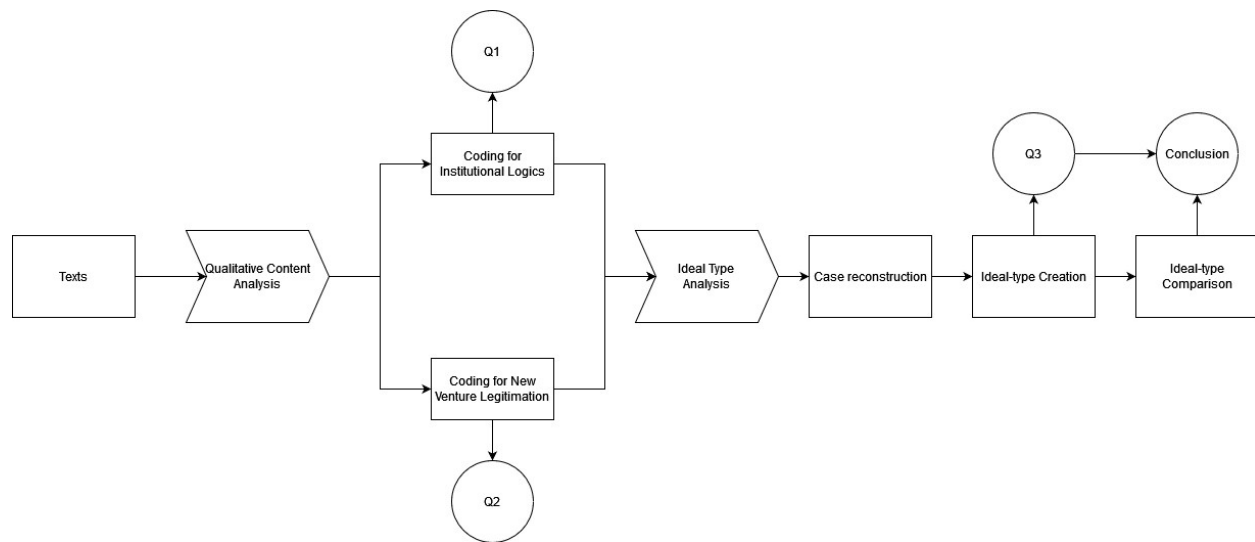 Q1
Coding for
Institutional Logics
Q3
Conclusion
Texts
Qualitative Content
Analysis
Ideal Type
Analysis
Case reconstruction
Ideal-type Creation
Ideal-type
Comparison
Coding for New
Venture Legitimation
Q2